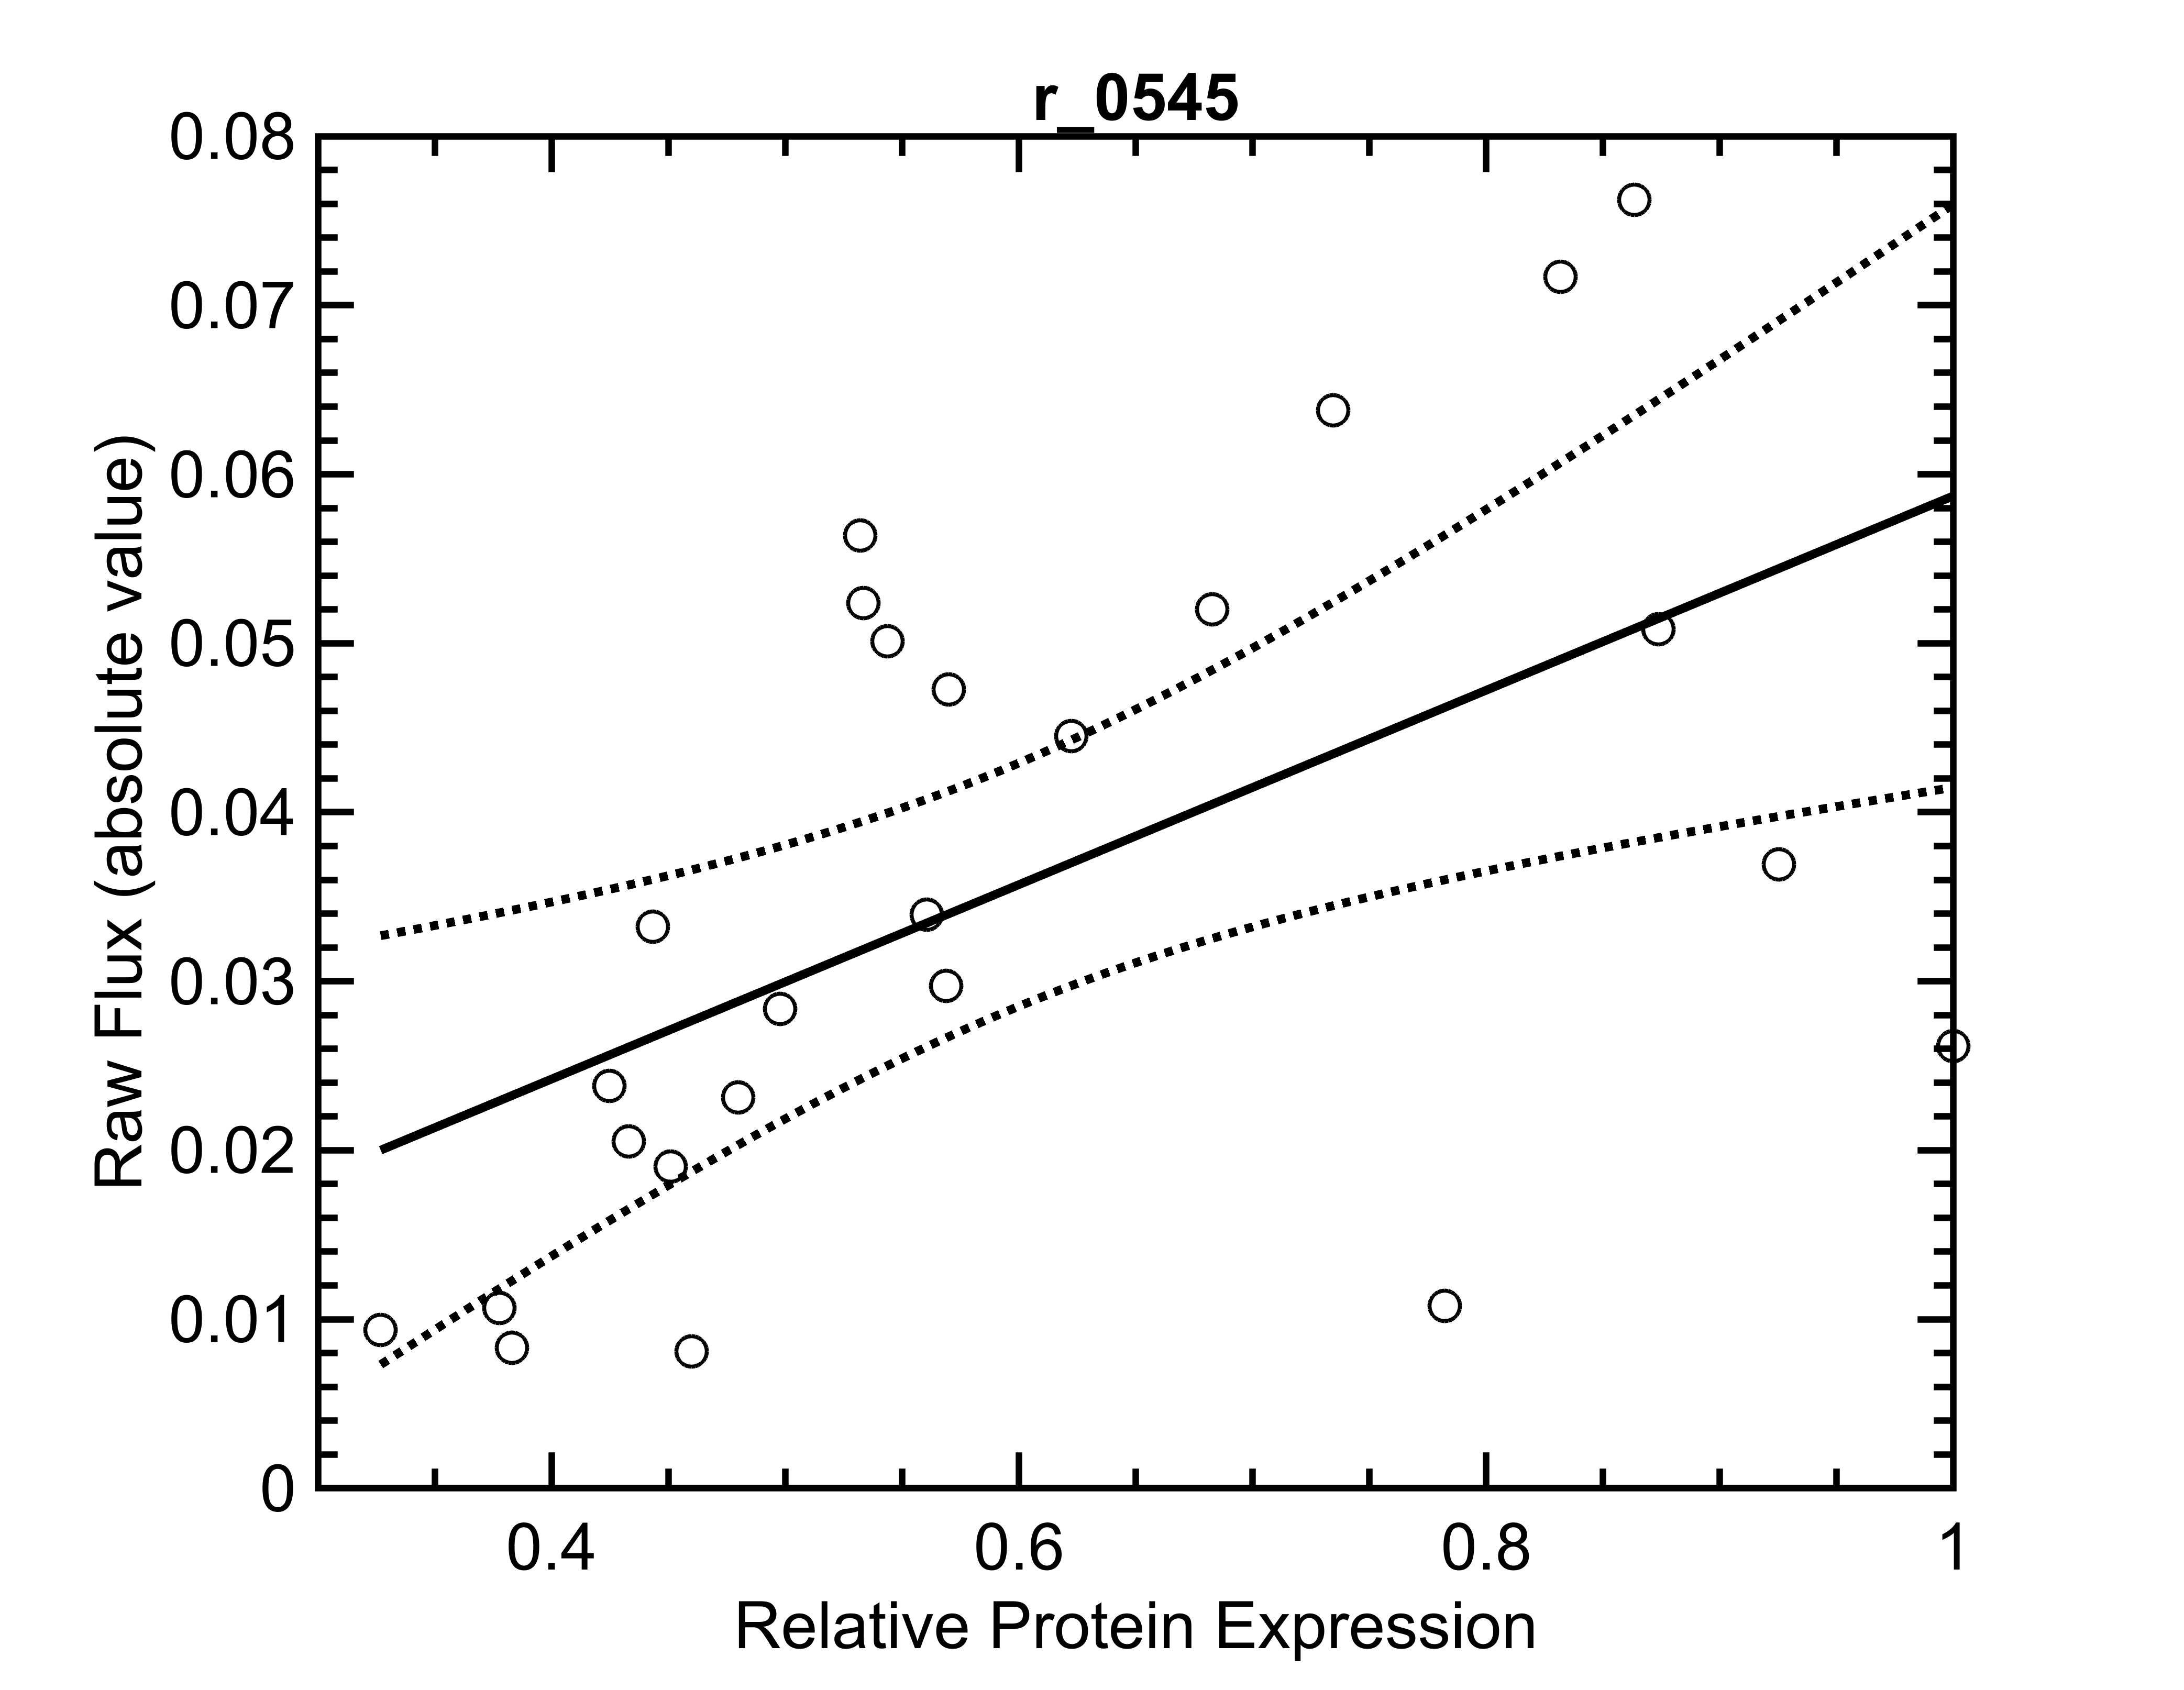 r_0545
0.08
0.07
0.06
0.05
0.04
0.03
0.02
0.01
0
Raw Flux (absolute value)
0.4 0.6 0.8 1
Relative Protein Expression